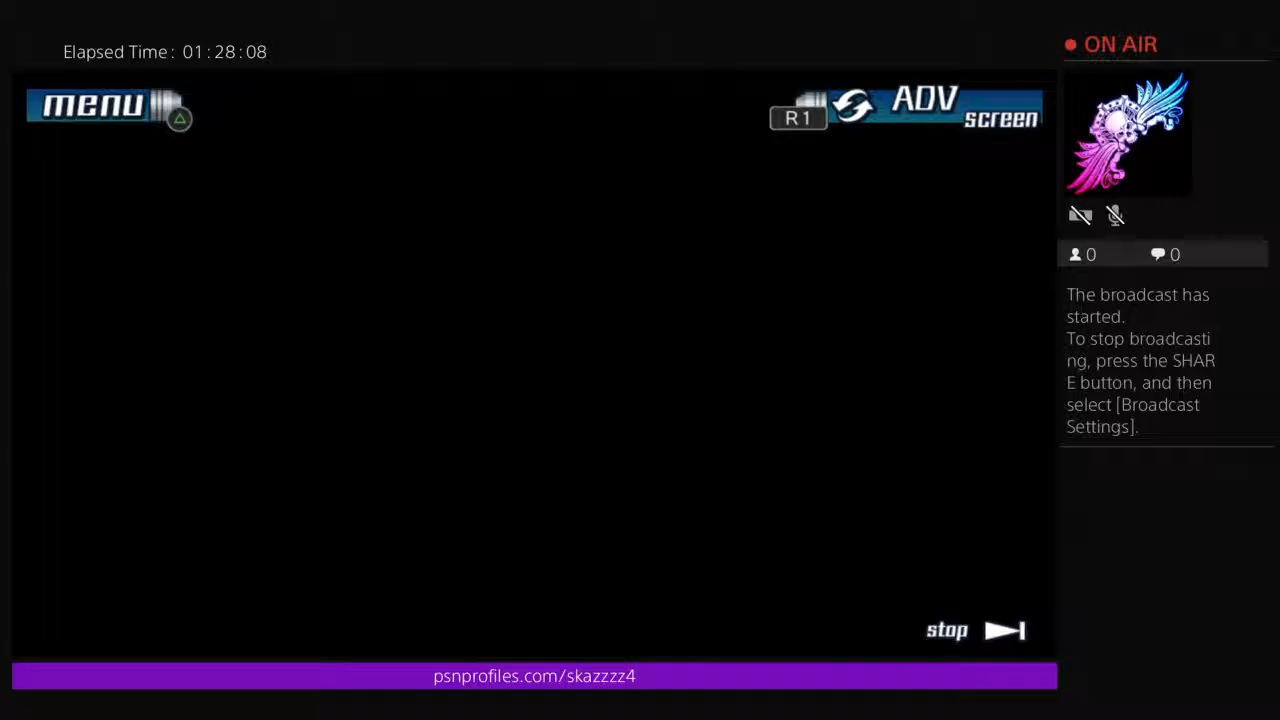 Elapsed Time: 01:28:08
ON AIR
menu
R1
ADV
screen
0
0
The broadcast has
started.
To stop broadcasti
ng, press the SHAR
E button, and then
select [Broadcast
Settings].
stop
psnprofiles.com/skazzzz4